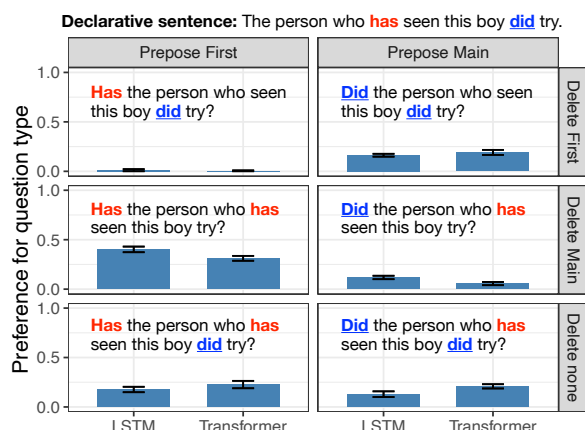 Declarative sentence: The person who has seen this boy did try.
Prepose First
Prepose Main
Preference for question type
1.0
0.5
0.0
Has the person who seen
this boy did try?
Did the person who seen
this boy did try?
Delete First
1.0
0.5
0.0
Has the person who has
seen this boy try?
Did the person who has
seen this boy try?
Delete Main
1.0
0.5
0.0
Has the person who has
seen this boy did try?
Did the person who has
seen this boy did try?
Delete none
LSTM
Transformer
LSTM
Transformer